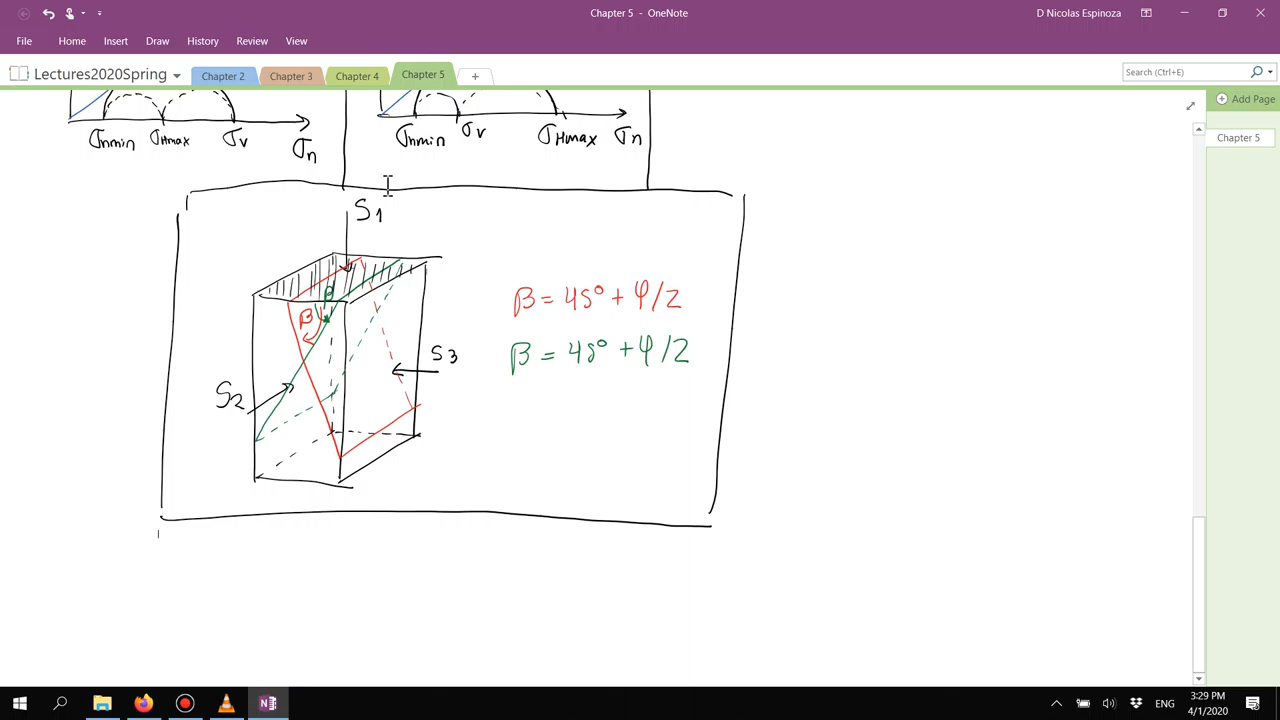 Chapter 5 - OneNote
D Nicolas Espinoza
File Home Insert Draw History Review View
Lectures2020Spring
Chapter 2 Chapter 3 Chapter 4 Chapter 5 +
Search (Ctrl+E)
Add Page
Chapter 5
σhmin σHmax σv σn
σhmin σv σHmax σn
S1
β
β
S3
S2
β = 45° + φ/2
β = 45° + φ/2
ENG
3:29 PM
4/1/2020